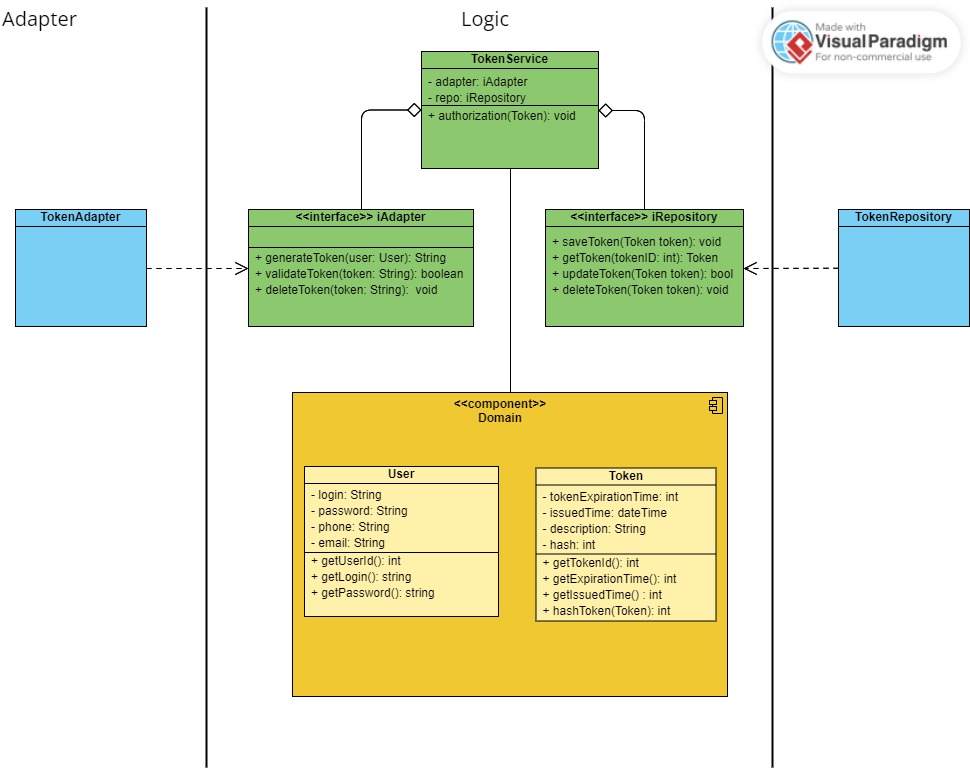 Adapter
Logic
Made with
VisualParadigm
For non-commercial use
TokenService
- adapter: iAdapter
- repo: iRepository
+ authorization(Token): void
TokenAdapter
<<interface>> iAdapter
+ generateToken(user: User): String
+ validateToken(token: String): boolean
+ deleteToken(token: String):  void
<<interface>> iRepository
+ saveToken(Token token): void
+ getToken(tokenID: int): Token
+ updateToken(Token token): bool
+ deleteToken(Token token): void
TokenRepository
<<component>>
Domain
User
- login: String
- password: String
- phone: String
- email: String
+ getUserId(): int
+ getLogin(): string
+ getPassword(): string
Token
- tokenExpirationTime: int
- issuedTime: dateTime
- description: String
- hash: int
+ getTokenId(): int
+ getExpirationTime(): int
+ getIssuedTime() : int
+ hashToken(Token): int